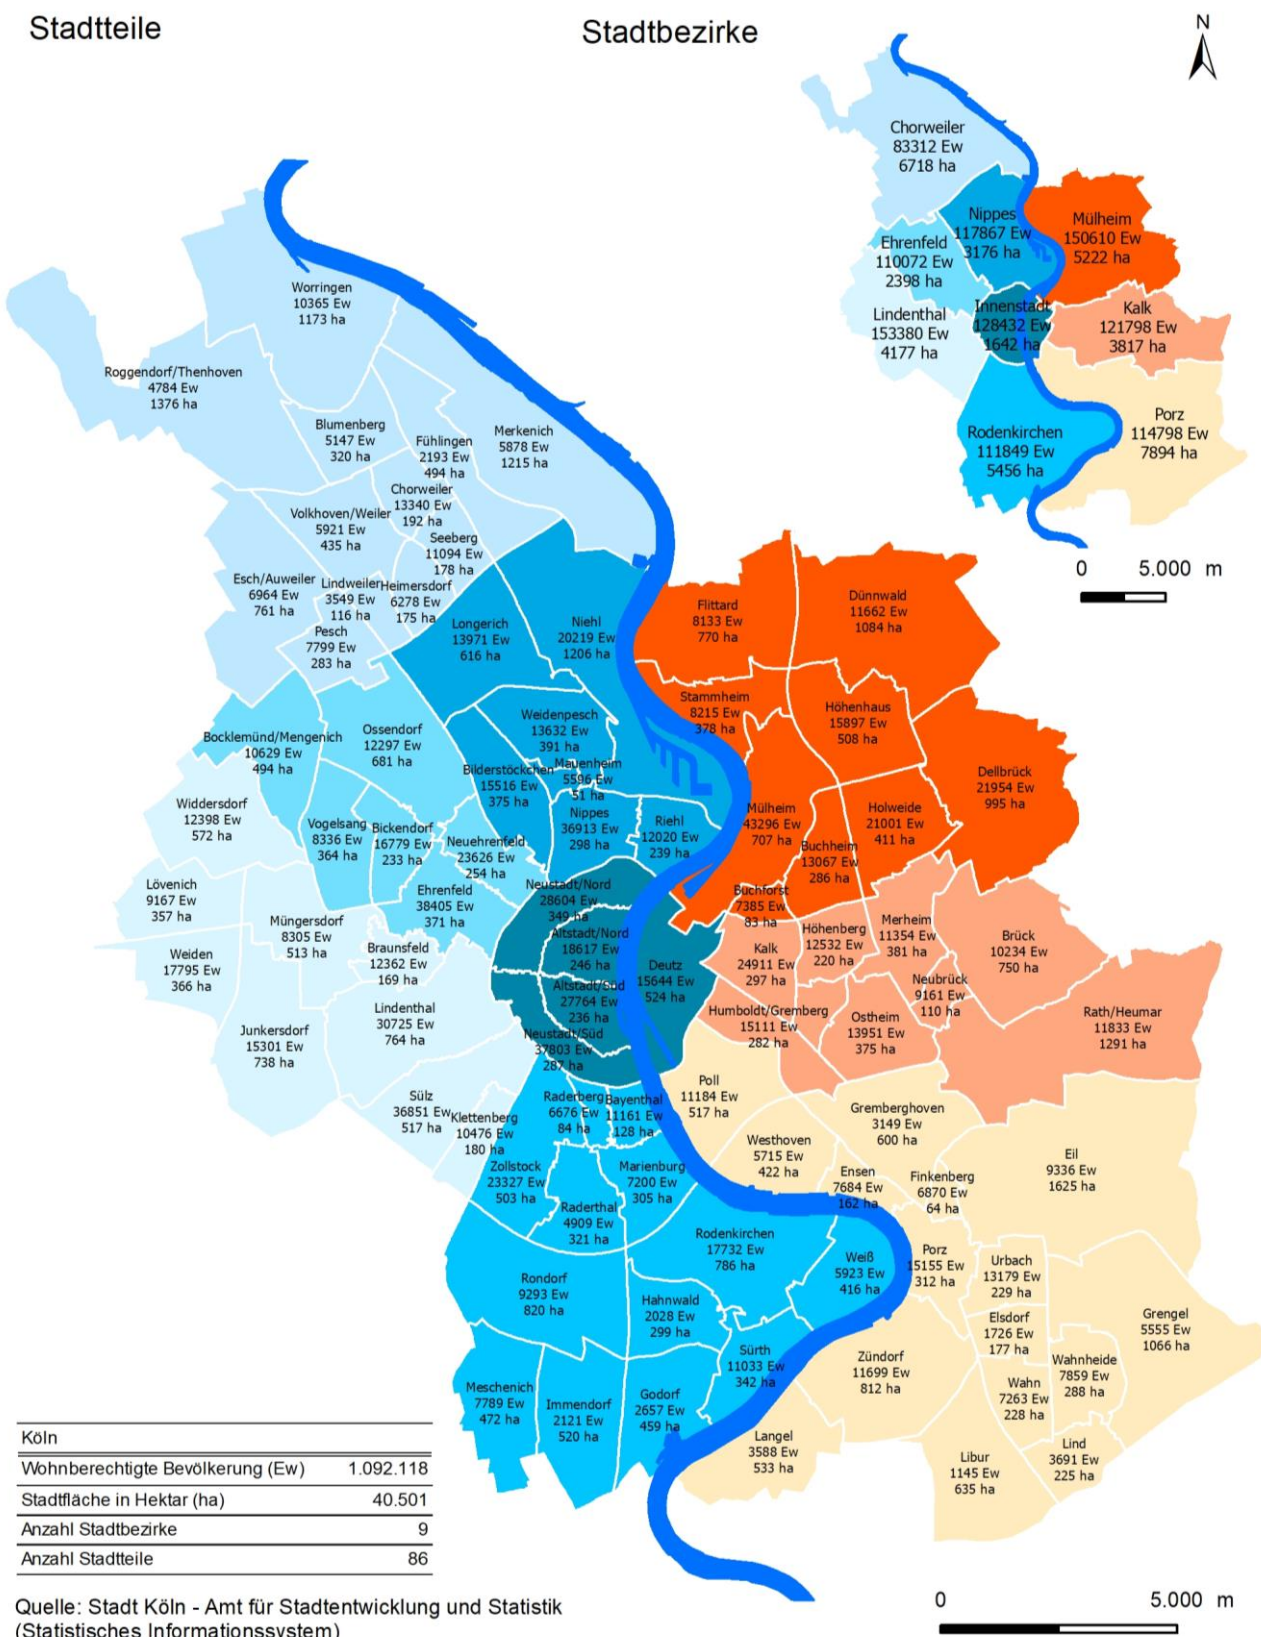 Stadtteile
Stadtbezirke
N
Chorweiler
83312 Ew
6718 ha
Nippes
117867 Ew
3176 ha
Mülheim
150610 Ew
5222 ha
Ehrenfeld
110072 Ew
2398 ha
Innenstadt
128432 Ew
1642 ha
Kalk
121798 Ew
3817 ha
Lindenthal
153380 Ew
4177 ha
Rodenkirchen
111849 Ew
5456 ha
Porz
114798 Ew
7894 ha
0 5.000 m
Worringen
10365 Ew
1173 ha
Roggendorf/Thenhoven
4784 Ew
1376 ha
Blumenberg
5147 Ew
320 ha
Fühlingen
2193 Ew
494 ha
Merkenich
5878 Ew
1215 ha
Chorweiler
13340 Ew
192 ha
Volkhoven/Weiler
5921 Ew
435 ha
Seeberg
11094 Ew
178 ha
Esch/Auweiler
6964 Ew
761 ha
Lindweiler
3549 Ew
116 ha
Heimersdorf
6278 Ew
175 ha
Pesch
7799 Ew
283 ha
Longerich
13971 Ew
616 ha
Niehl
20219 Ew
1206 ha
Flittard
8133 Ew
770 ha
Dünnwald
11662 Ew
1084 ha
Stammheim
8215 Ew
378 ha
Höhenhaus
15897 Ew
508 ha
Weidenpesch
13632 Ew
391 ha
Ossendorf
12297 Ew
681 ha
Bocklemünd/Mengenich
10629 Ew
494 ha
Bilderstöckchen
15516 Ew
375 ha
Mauenheim
5596 Ew
51 ha
Dellbrück
21954 Ew
995 ha
Widdersdorf
12398 Ew
572 ha
Vogelsang
8336 Ew
364 ha
Bickendorf
16779 Ew
233 ha
Neuehrenfeld
23626 Ew
254 ha
Nippes
36913 Ew
298 ha
Riehl
12020 Ew
239 ha
Mülheim
43296 Ew
707 ha
Holweide
21001 Ew
411 ha
Buchheim
13067 Ew
286 ha
Lövenich
9167 Ew
357 ha
Ehrenfeld
38405 Ew
371 ha
Neustadt/Nord
28604 Ew
349 ha
Buchforst
7385 Ew
83 ha
Müngersdorf
8305 Ew
513 ha
Höhenberg
12532 Ew
220 ha
Merheim
11354 Ew
381 ha
Brück
10234 Ew
750 ha
Altstadt/Nord
18617 Ew
246 ha
Braunsfeld
12362 Ew
169 ha
Kalk
24911 Ew
297 ha
Weiden
17795 Ew
366 ha
Deutz
15644 Ew
524 ha
Neubrück
9161 Ew
110 ha
Altstadt/Süd
27764 Ew
236 ha
Lindenthal
30725 Ew
764 ha
Humboldt/Gremberg
15111 Ew
282 ha
Ostheim
13951 Ew
375 ha
Rath/Heumar
11833 Ew
1291 ha
Junkersdorf
15301 Ew
738 ha
Neustadt/Süd
37803 Ew
287 ha
Poll
11184 Ew
517 ha
Sülz
36851 Ew
517 ha
Raderberg
6676 Ew
84 ha
Bayenthal
11161 Ew
128 ha
Klettenberg
10476 Ew
180 ha
Gremberghoven
3149 Ew
600 ha
Westhoven
5715 Ew
422 ha
Eil
9336 Ew
1625 ha
Zollstock
23327 Ew
503 ha
Marienburg
7200 Ew
305 ha
Ensen
7684 Ew
162 ha
Finkenberg
6870 Ew
64 ha
Raderthal
4909 Ew
321 ha
Rodenkirchen
17732 Ew
786 ha
Weiß
5923 Ew
416 ha
Porz
15155 Ew
312 ha
Urbach
13179 Ew
229 ha
Rondorf
9293 Ew
820 ha
Hahnwald
2028 Ew
299 ha
Elsdorf
1726 Ew
177 ha
Grengel
5555 Ew
1066 ha
Sürth
11033 Ew
342 ha
Zündorf
11699 Ew
812 ha
Wahnheide
7859 Ew
288 ha
Meschenich
7789 Ew
472 ha
Immendorf
2121 Ew
520 ha
Godorf
2657 Ew
459 ha
Wahn
7263 Ew
228 ha
Langel
3588 Ew
533 ha
Libur
1145 Ew
635 ha
Lind
3691 Ew
225 ha
Köln
Wohnberechtigte Bevölkerung (Ew) 1.092.118
Stadtfläche in Hektar (ha) 40.501
Anzahl Stadtbezirke 9
Anzahl Stadtteile 86
Quelle: Stadt Köln - Amt für Stadtentwicklung und Statistik
(Statistisches Informationssystem)
0 5.000 m